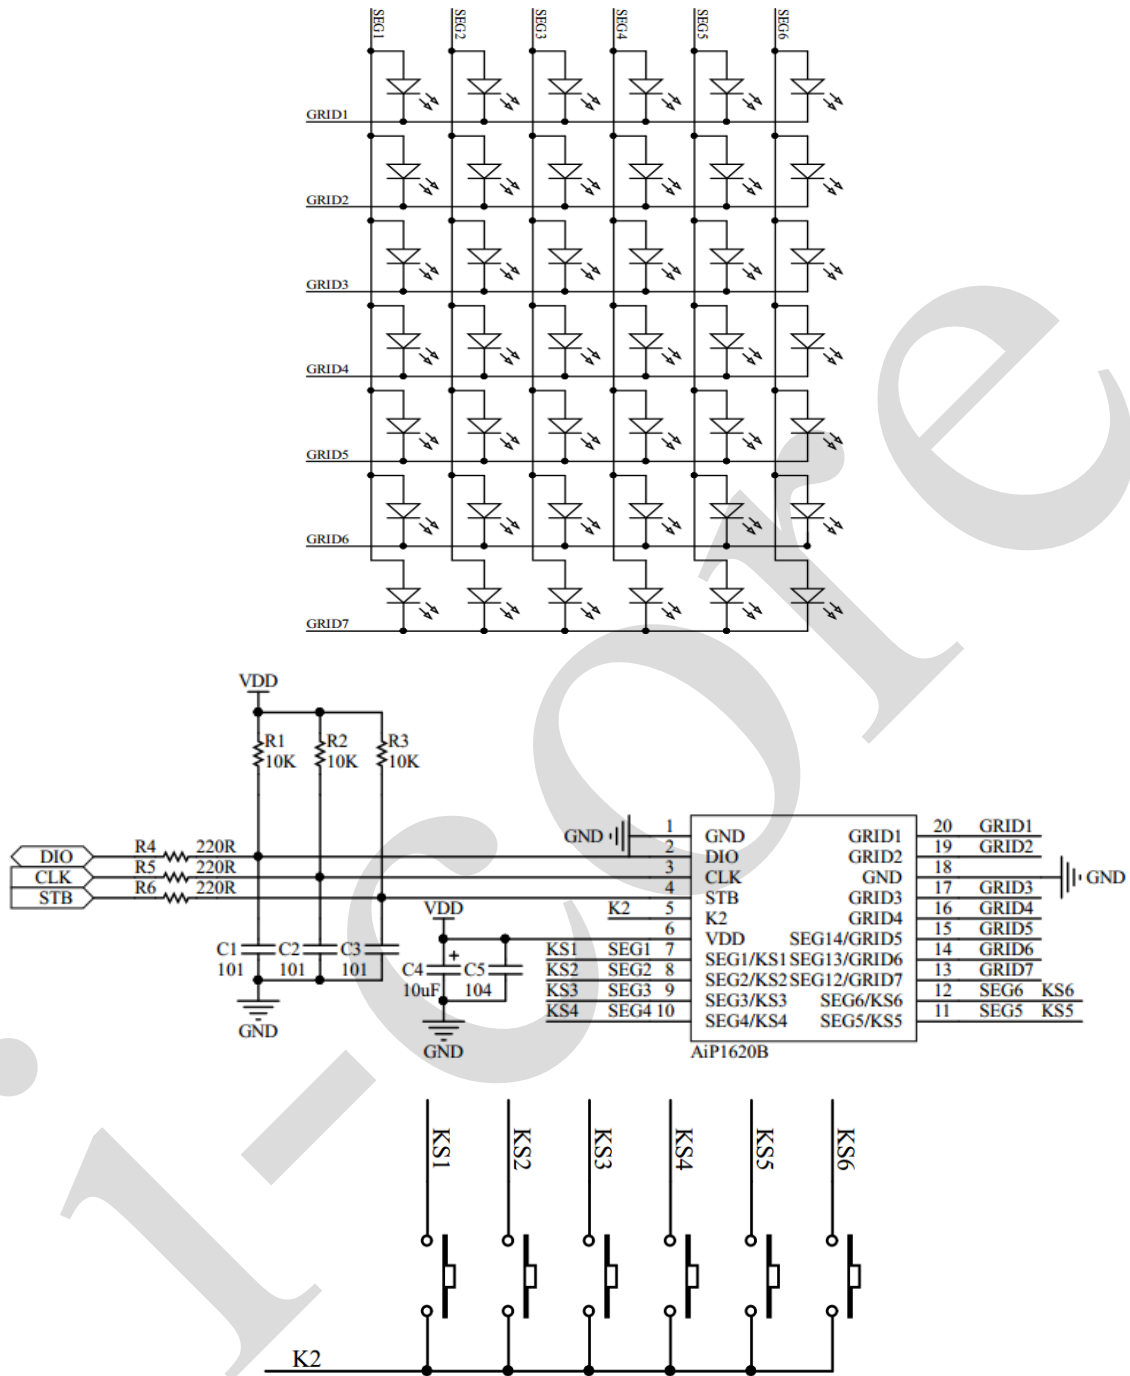 SEG1 SEG2 SEG3 SEG4 SEG5 SEG6
GRID1
GRID2
GRID3
GRID4
GRID5
GRID6
GRID7
VDD
R1 R2 R3
10K 10K 10K
DIO R4 220R
CLK R5 220R
STB R6 220R
C1 C2 C3
101 101 101
GND
VDD
C4 + C5
10uF 104
GND
GND 1 GND GRID1 20 GRID1
2 DIO GRID2 19 GRID2
3 CLK GND 18 GND
4 STB GRID3 17 GRID3
K2 5 K2 GRID4 16 GRID4
6 VDD SEG14/GRID5 15 GRID5
KS1 SEG1 7 SEG1/KS1 SEG13/GRID6 14 GRID6
KS2 SEG2 8 SEG2/KS2 SEG12/GRID7 13 GRID7
KS3 SEG3 9 SEG3/KS3 SEG6/KS6 12 SEG6 KS6
KS4 SEG4 10 SEG4/KS4 SEG5/KS5 11 SEG5 KS5
AiP1620B
KS1 KS2 KS3 KS4 KS5 KS6
K2
i-core